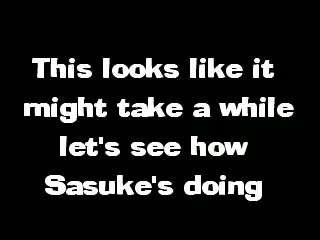 This looks like it
might take a while
let's see how
Sasuke's doing